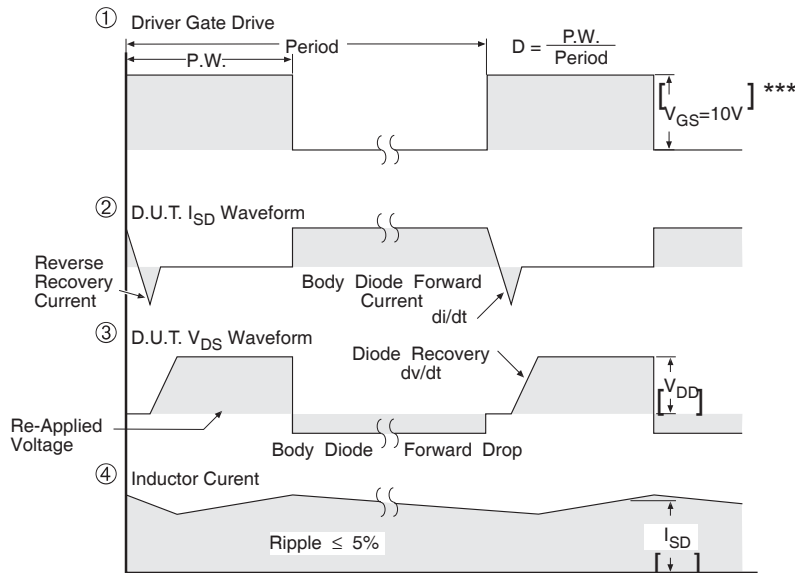 ① Driver Gate Drive
Period
P.W.
D = P.W. / Period
[ ] ***
V_GS=10V
② D.U.T. I_SD Waveform
Reverse
Recovery
Current
Body Diode Forward
Current
di/dt
③ D.U.T. V_DS Waveform
Diode Recovery
dv/dt
[V_DD]
Re-Applied
Voltage
Body Diode Forward Drop
④ Inductor Curent
Ripple ≤ 5%
I_SD
[ ]